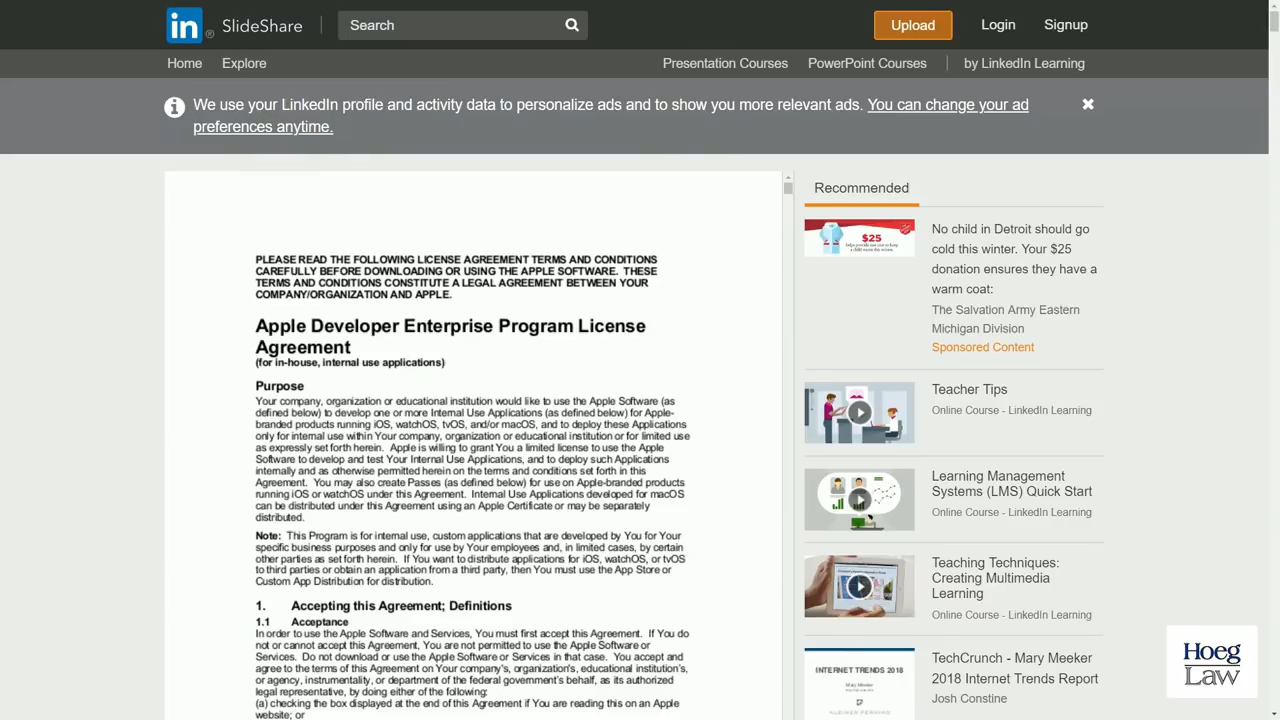 in ® SlideShare
Search
Upload
Login
Signup
Home
Explore
Presentation Courses
PowerPoint Courses
by LinkedIn Learning
We use your LinkedIn profile and activity data to personalize ads and to show you more relevant ads. You can change your ad
preferences anytime.
PLEASE READ THE FOLLOWING LICENSE AGREEMENT TERMS AND CONDITIONS
CAREFULLY BEFORE DOWNLOADING OR USING THE APPLE SOFTWARE. THESE
TERMS AND CONDITIONS CONSTITUTE A LEGAL AGREEMENT BETWEEN YOUR
COMPANY/ORGANIZATION AND APPLE.
Apple Developer Enterprise Program License
Agreement
(for in-house, internal use applications)
Purpose
Your company, organization or educational institution would like to use the Apple Software (as
defined below) to develop one or more Internal Use Applications (as defined below) for Apple-
branded products running iOS, watchOS, tvOS, and/or macOS, and to deploy these Applications
only for internal use within Your company, organization or educational institution or for limited use
as expressly set forth herein. Apple is willing to grant You a limited license to use the Apple
Software to develop and test Your Internal Use Applications, and to deploy such Applications
internally and as otherwise permitted herein on the terms and conditions set forth in this
Agreement. You may also create Passes (as defined below) for use on Apple-branded products
running iOS or watchOS under this Agreement. Internal Use Applications developed for macOS
can be distributed under this Agreement using an Apple Certificate or may be separately
distributed.
Note: This Program is for internal use, custom applications that are developed by You for Your
specific business purposes and only for use by Your employees and, in limited cases, by certain
other parties as set forth herein. If You want to distribute applications for iOS, watchOS, or tvOS
to third parties or obtain an application from a third party, then You must use the App Store or
Custom App Distribution for distribution.
1. Accepting this Agreement; Definitions
1.1 Acceptance
In order to use the Apple Software and Services, You must first accept this Agreement. If You do
not or cannot accept this Agreement, You are not permitted to use the Apple Software or
Services. Do not download or use the Apple Software or Services in that case. You accept and
agree to the terms of this Agreement on Your company's, organization's, educational institution's,
or agency, instrumentality, or department of the federal government's behalf, as its authorized
legal representative, by doing either of the following:
(a) checking the box displayed at the end of this Agreement if You are reading this on an Apple
website; or
Recommended
$25
No child in Detroit should go
cold this winter. Your $25
donation ensures they have a
warm coat:
The Salvation Army Eastern
Michigan Division
Sponsored Content
Teacher Tips
Online Course - LinkedIn Learning
Learning Management
Systems (LMS) Quick Start
Online Course - LinkedIn Learning
Teaching Techniques:
Creating Multimedia
Learning
Online Course - LinkedIn Learning
INTERNET TRENDS 2018
Mary Meeker
KLEINER PERKINS
TechCrunch - Mary Meeker
2018 Internet Trends Report
Josh Constine
Hoeg
Law